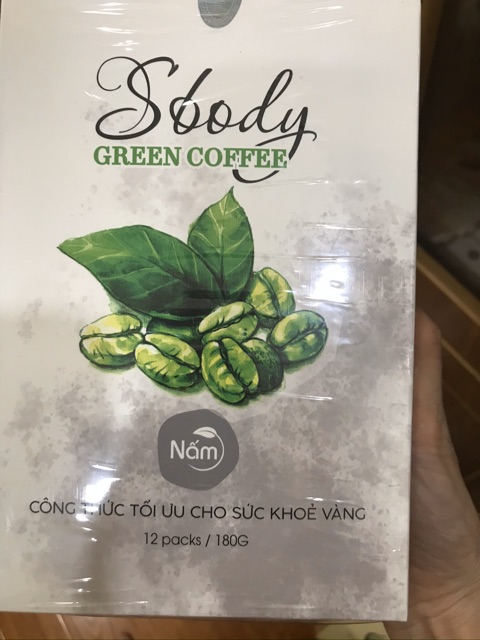 Sbody
GREEN COFFEE
Nấm
CÔNG THỨC TỐI ƯU CHO SỨC KHOẺ VÀNG
12 packs / 180G